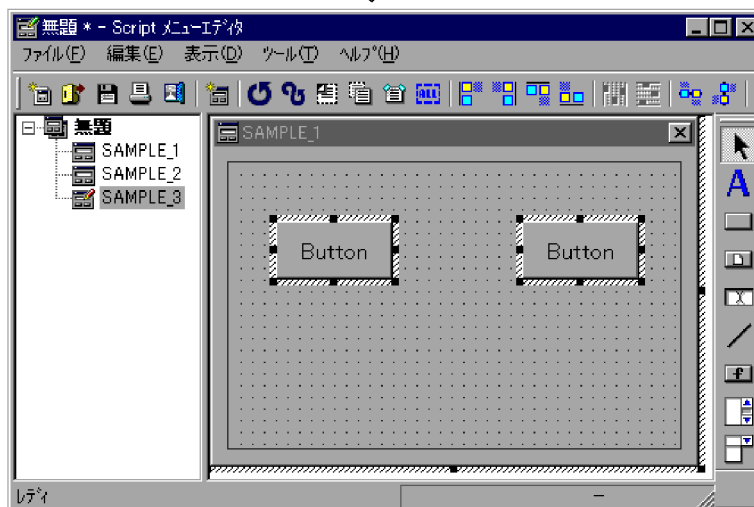 無題 * - Script ﾒﾆｭｰｴﾃﾞｨﾀ
ﾌｧｲﾙ(F) 編集(E) 表示(D) ﾂｰﾙ(T) ﾍﾙﾌﾟ(H)
ALL
無題
SAMPLE_1
SAMPLE_2
SAMPLE_3
SAMPLE_1
Button Button
A
f
ﾚﾃﾞｨ